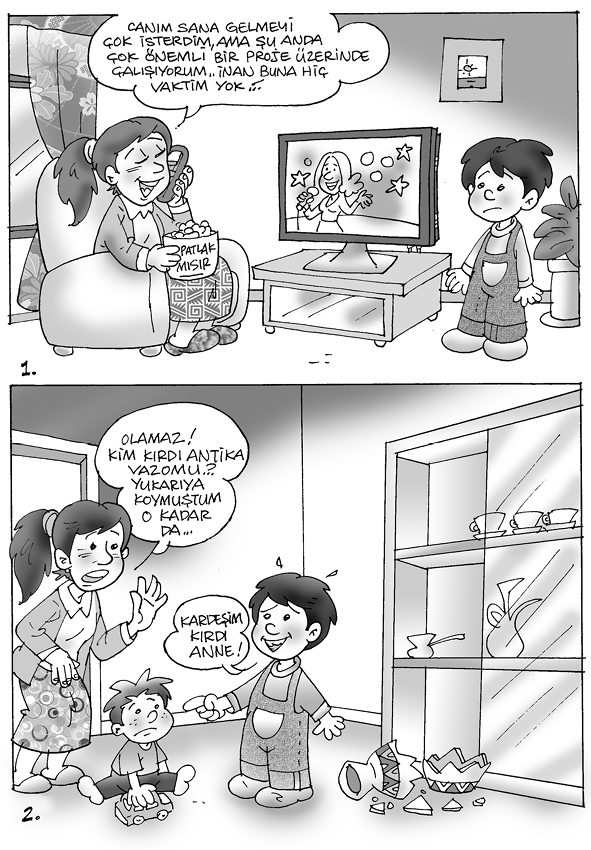 CANIM SANA GELMEYİ
ÇOK İSTERDİM, AMA ŞU ANDA
ÇOK ÖNEMLİ BİR PROJE ÜZERİNDE
ÇALIŞIYORUM.. İNAN BUNA HİÇ
VAKTİM YOK...
PATLAK
MISIR
1.
OLAMAZ!
KİM KIRDI ANTİKA
VAZOMU.?
YUKARIYA
KOYMUŞTUM
O KADAR
DA...
KARDEŞİM
KIRDI
ANNE!
2.